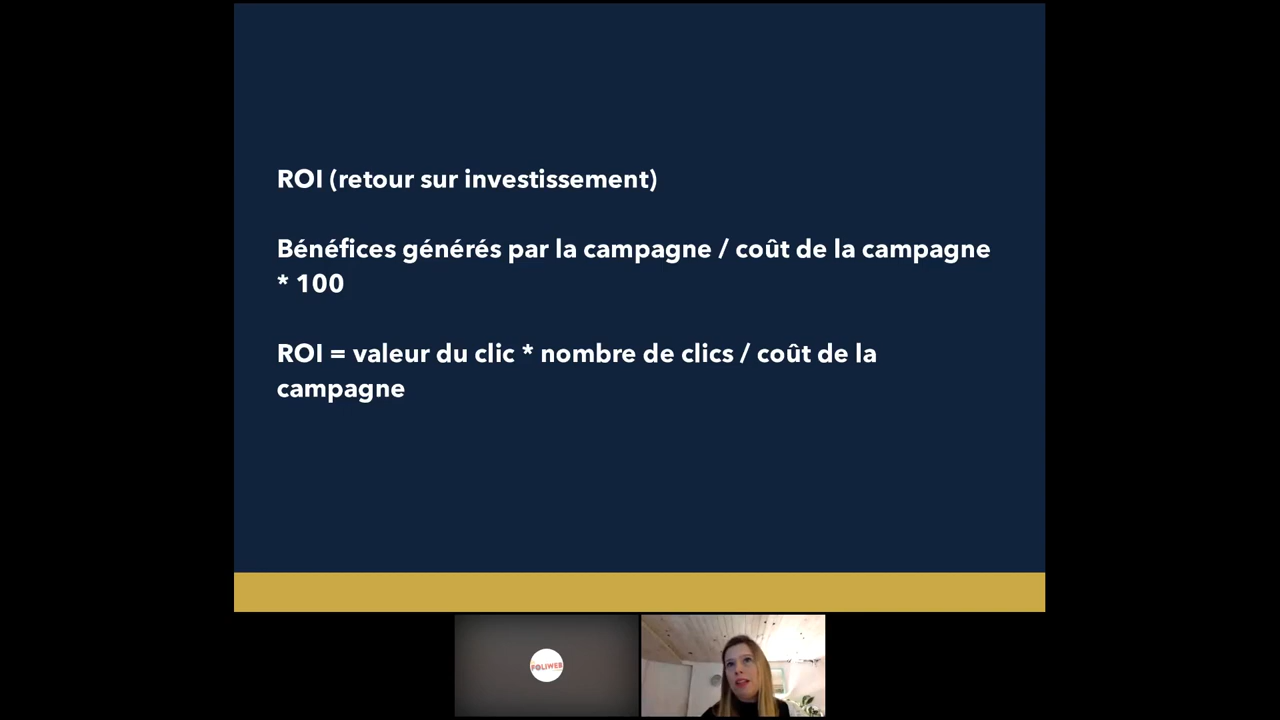 ROI (retour sur investissement)
Bénéfices générés par la campagne / coût de la campagne
* 100
ROI = valeur du clic * nombre de clics / coût de la
campagne
FOLIWEB